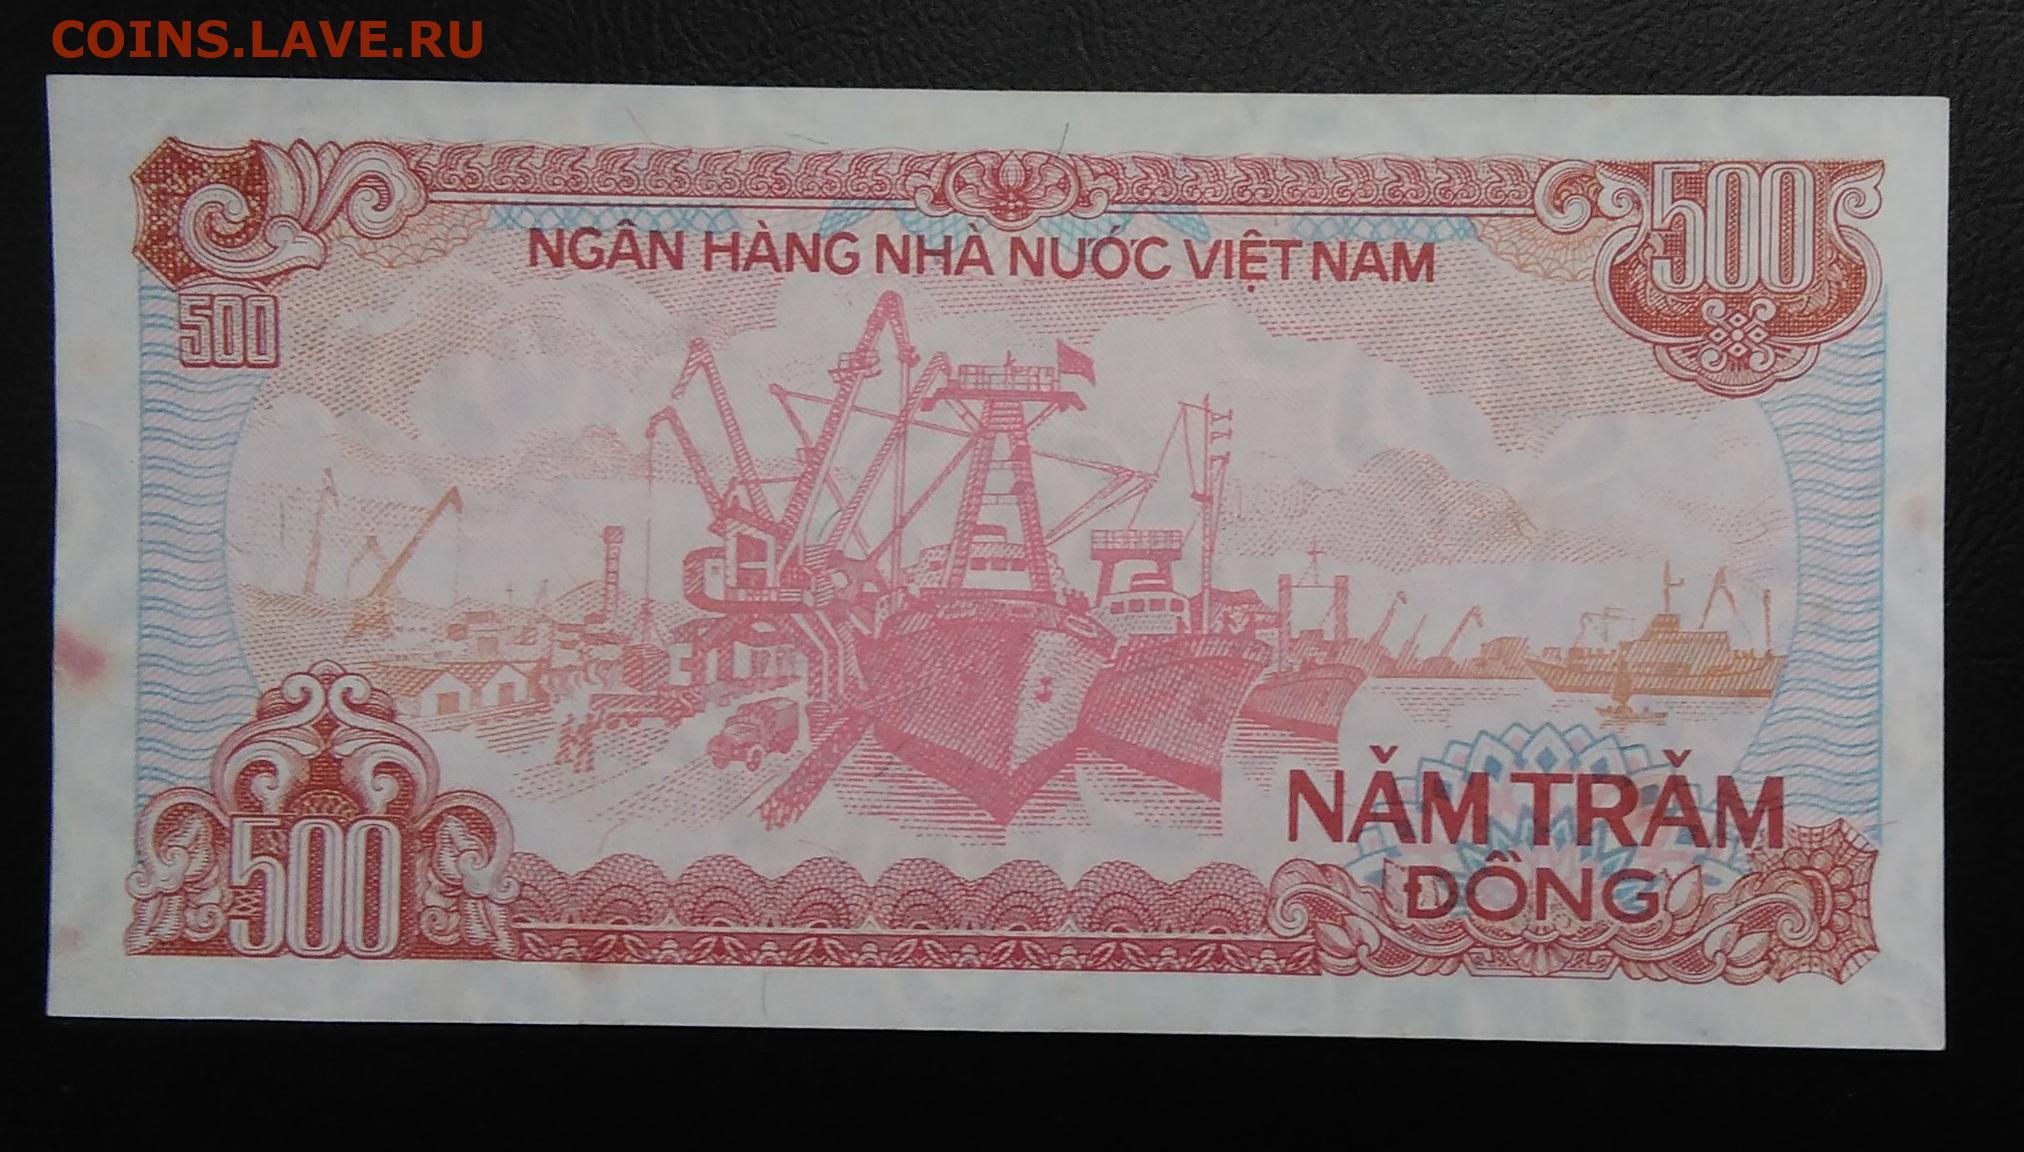 COINS.LAVE.RU
500
NGÂN HÀNG NHÀ NƯỚC VIỆT NAM
500
NĂM TRĂM
ĐỒNG
500